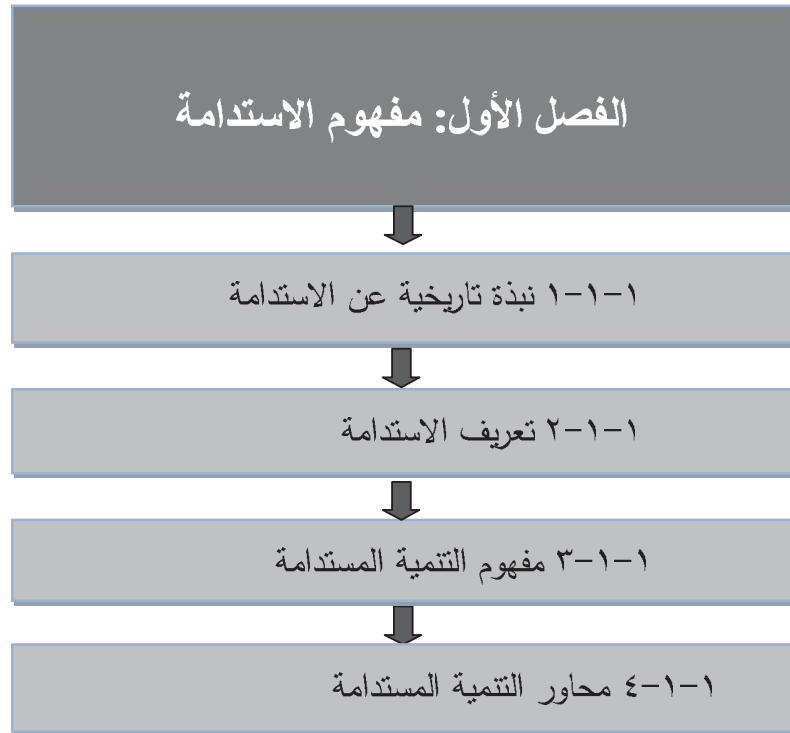 الفصل الأول: مفهوم الاستدامة
١-١-١ نبذة تاريخية عن الاستدامة
١-١-٢ تعريف الاستدامة
١-١-٣ مفهوم التنمية المستدامة
١-١-٤ محاور التنمية المستدامة